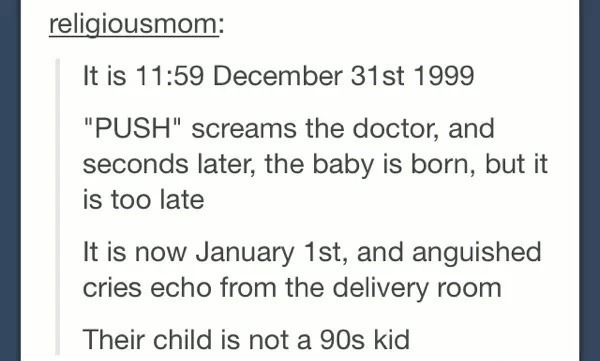 religiousmom:
It is 11:59 December 31st 1999
"PUSH" screams the doctor, and
seconds later, the baby is born, but it
is too late
It is now January 1st, and anguished
cries echo from the delivery room
Their child is not a 90s kid